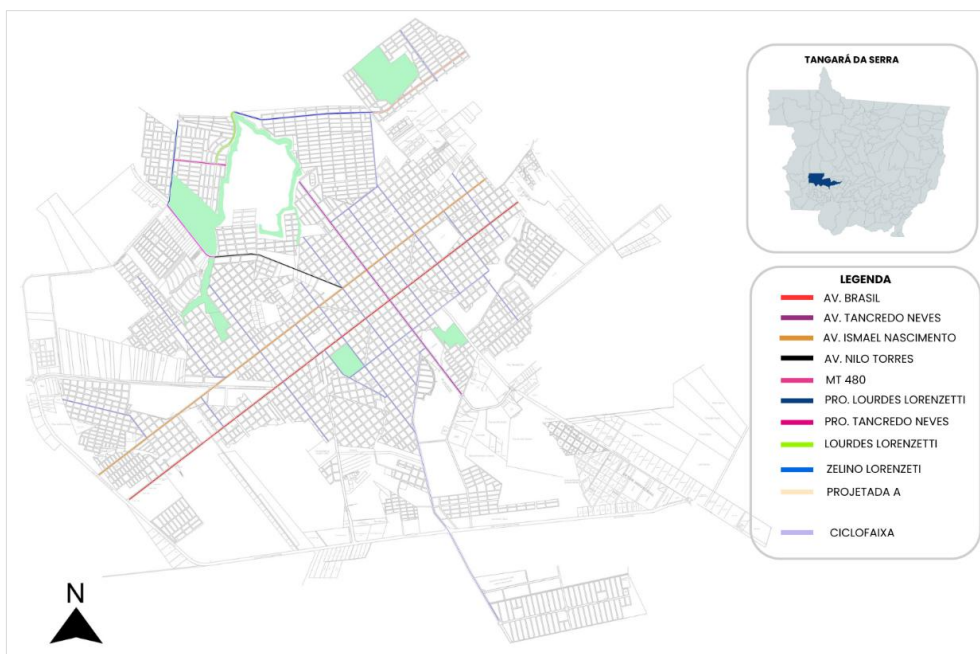 TANGARÁ DA SERRA
LEGENDA
AV. BRASIL
AV. TANCREDO NEVES
AV. ISMAEL NASCIMENTO
AV. NILO TORRES
MT 480
PRO. LOURDES LORENZETTI
PRO. TANCREDO NEVES
LOURDES LORENZETTI
ZELINO LORENZETI
PROJETADA A
CICLOFAIXA
N